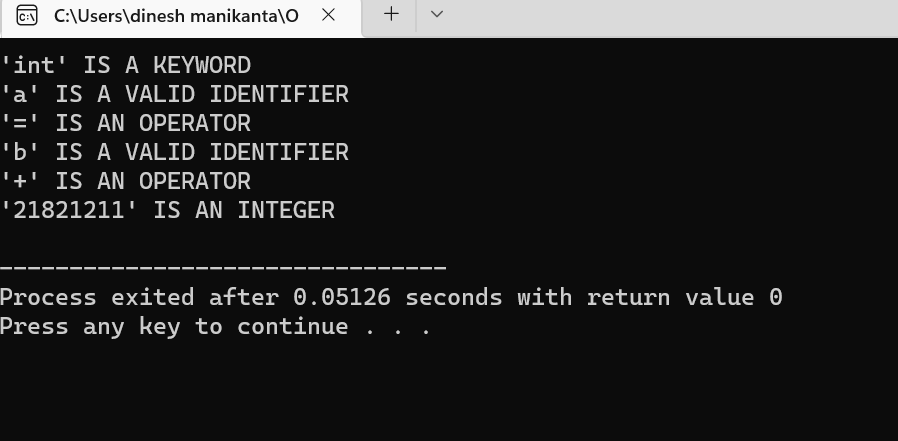 C:\Users\dinesh manikanta\O
'int' IS A KEYWORD
'a' IS A VALID IDENTIFIER
'=' IS AN OPERATOR
'b' IS A VALID IDENTIFIER
'+' IS AN OPERATOR
'21821211' IS AN INTEGER
--------------------------------
Process exited after 0.05126 seconds with return value 0
Press any key to continue . . .